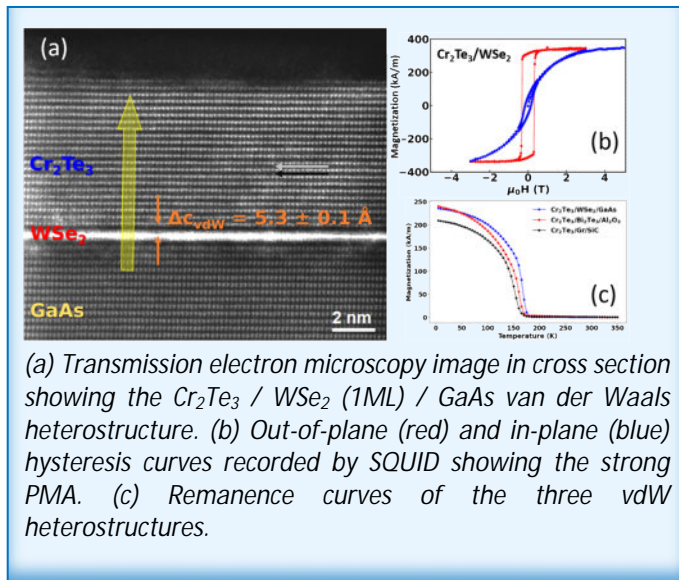 (a)
Cr₂Te₃
Δc_vdW = 5.3 ± 0.1 Å
WSe₂
GaAs
2 nm
400
Cr₂Te₃/WSe₂
200
0
-200
-400
Magnetization (kA/m)
(b)
-4 -2 0 2 4
μ₀H (T)
250
200
150
100
50
0
Magnetization (kA/m)
Cr₂Te₃/WSe₂/GaAs
Cr₂Te₃/Bi₂Te₃/Al₂O₃
Cr₂Te₃/Gr/SiC
(c)
0 50 100 150 200 250 300 350
Temperature (K)
(a) Transmission electron microscopy image in cross section
showing the Cr₂Te₃ / WSe₂ (1ML) / GaAs van der Waals
heterostructure. (b) Out-of-plane (red) and in-plane (blue)
hysteresis curves recorded by SQUID showing the strong
PMA. (c) Remanence curves of the three vdW
heterostructures.